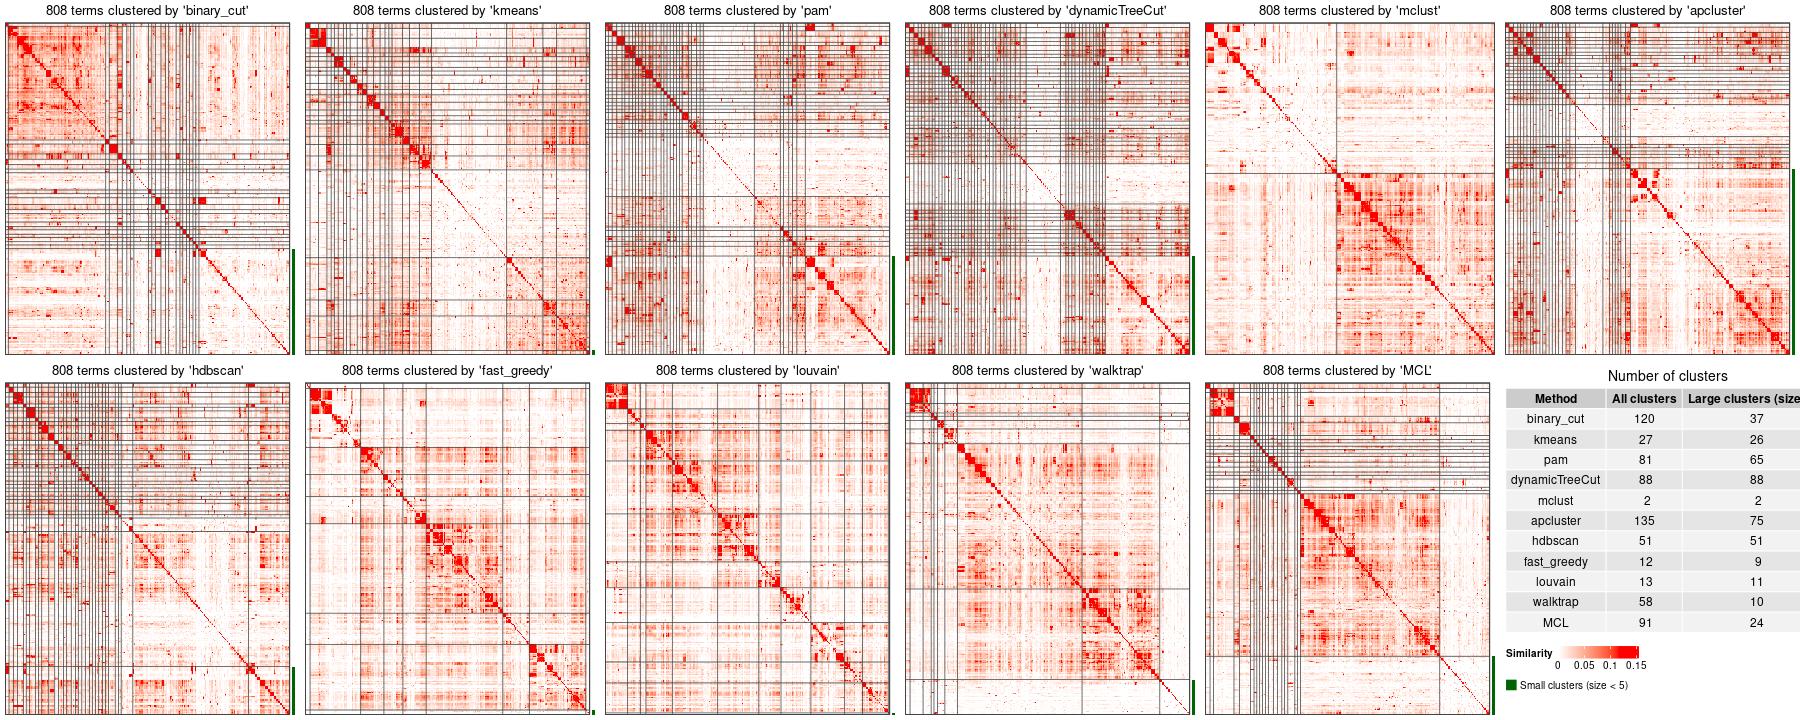 808 terms clustered by 'binary_cut'
808 terms clustered by 'kmeans'
808 terms clustered by 'pam'
808 terms clustered by 'dynamicTreeCut'
808 terms clustered by 'mclust'
808 terms clustered by 'apcluster'
808 terms clustered by 'hdbscan'
808 terms clustered by 'fast_greedy'
808 terms clustered by 'louvain'
808 terms clustered by 'walktrap'
808 terms clustered by 'MCL'
Number of clusters
Method All clusters Large clusters (size
binary_cut 120 37
kmeans 27 26
pam 81 65
dynamicTreeCut 88 88
mclust 2 2
apcluster 135 75
hdbscan 51 51
fast_greedy 12 9
louvain 13 11
walktrap 58 10
MCL 91 24
Similarity
0 0.05 0.1 0.15
Small clusters (size < 5)